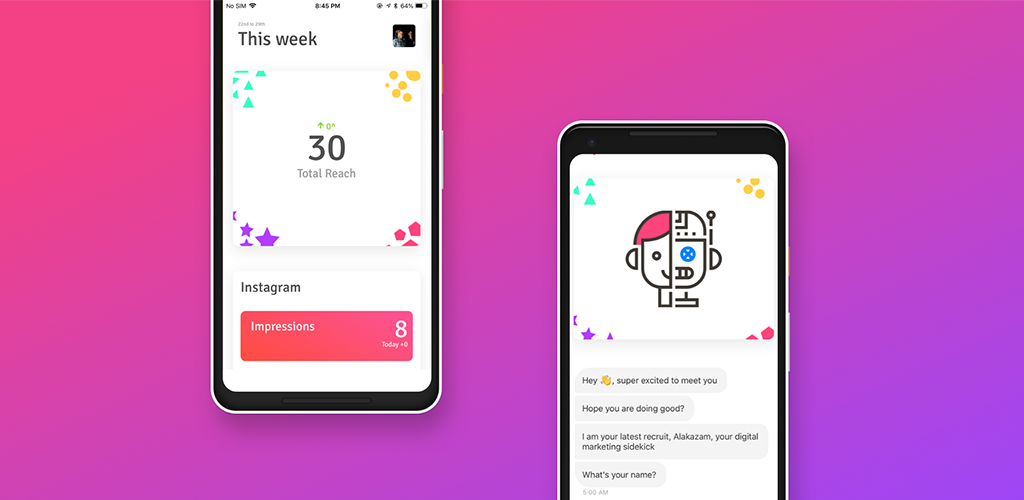 No SIM 8:45 PM 64%
22nd to 29th
This week
0^
30
Total Reach
Instagram
Impressions 8
Today +0
Hey 👋, super excited to meet you
Hope you are doing good?
I am your latest recruit, Alakazam, your digital
marketing sidekick
What's your name?
5:00 AM